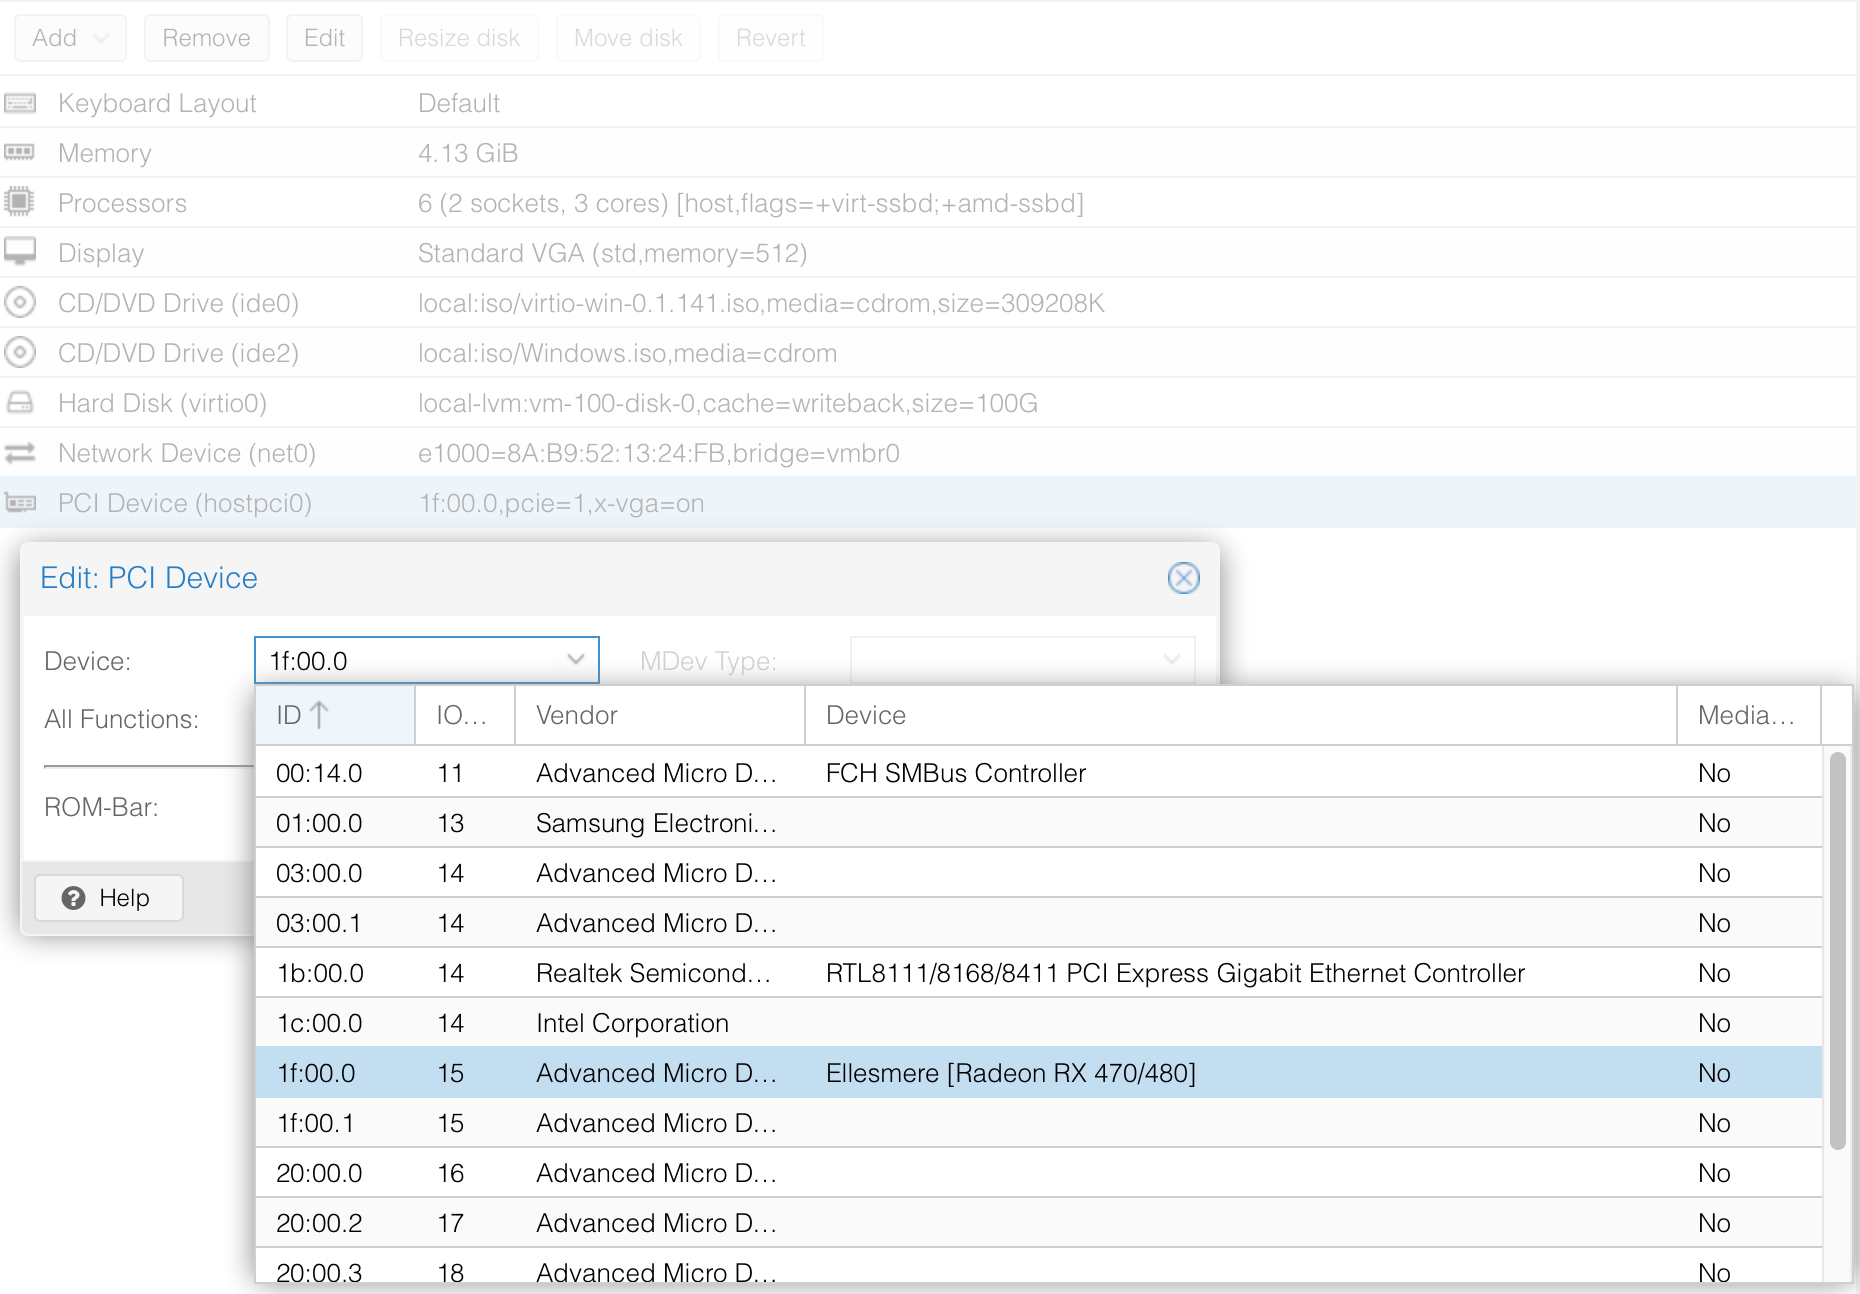 Add Remove Edit Resize disk Move disk Revert
Keyboard Layout Default
Memory 4.13 GiB
Processors 6 (2 sockets, 3 cores) [host,flags=+virt-ssbd;+amd-ssbd]
Display Standard VGA (std,memory=512)
CD/DVD Drive (ide0) local:iso/virtio-win-0.1.141.iso,media=cdrom,size=309208K
CD/DVD Drive (ide2) local:iso/Windows.iso,media=cdrom
Hard Disk (virtio0) local-lvm:vm-100-disk-0,cache=writeback,size=100G
Network Device (net0) e1000=8A:B9:52:13:24:FB,bridge=vmbr0
PCI Device (hostpci0) 1f:00.0,pcie=1,x-vga=on
Edit: PCI Device
Device: 1f:00.0 MDev Type:
All Functions:
ROM-Bar:
Help
ID IO... Vendor Device Media...
00:14.0 11 Advanced Micro D... FCH SMBus Controller No
01:00.0 13 Samsung Electroni... No
03:00.0 14 Advanced Micro D... No
03:00.1 14 Advanced Micro D... No
1b:00.0 14 Realtek Semicond... RTL8111/8168/8411 PCI Express Gigabit Ethernet Controller No
1c:00.0 14 Intel Corporation No
1f:00.0 15 Advanced Micro D... Ellesmere [Radeon RX 470/480] No
1f:00.1 15 Advanced Micro D... No
20:00.0 16 Advanced Micro D... No
20:00.2 17 Advanced Micro D... No
20:00.3 18 Advanced Micro D... No